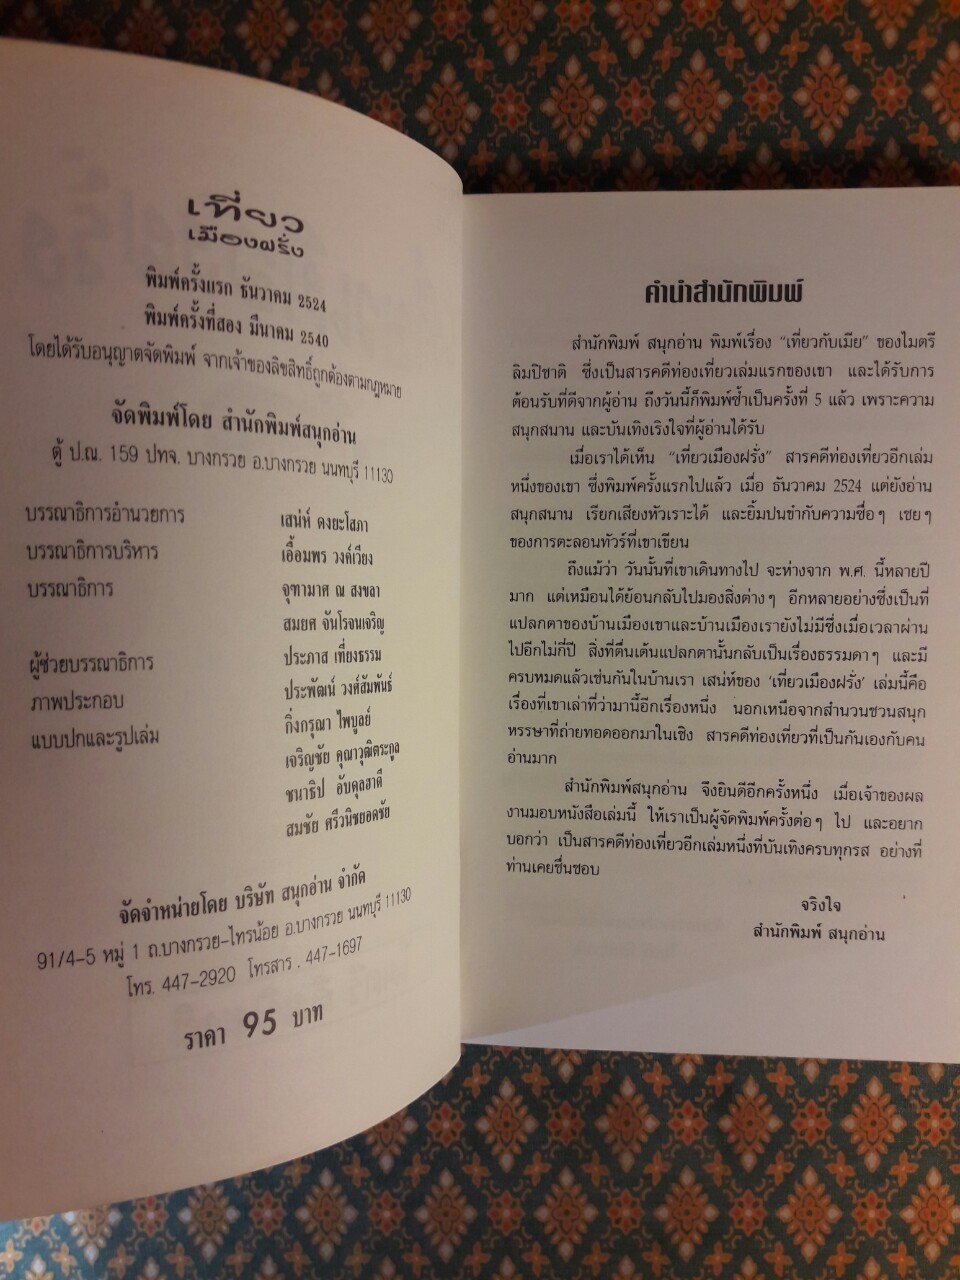 เที่ยว
เมืองฝรั่ง
พิมพ์ครั้งแรก ธันวาคม 2524
พิมพ์ครั้งที่สอง มีนาคม 2540
โดยได้รับอนุญาตจัดพิมพ์ จากเจ้าของลิขสิทธิ์ถูกต้องตามกฎหมาย
จัดพิมพ์โดย สำนักพิมพ์สนุกอ่าน
ตู้ ป.ณ. 159 ปทจ. บางกรวย อ.บางกรวย นนทบุรี 11130
บรรณาธิการอำนวยการ เสน่ห์ ดงยะโสภา
บรรณาธิการบริหาร เอื้อมพร วงค์เวียง
บรรณาธิการ จุฑามาศ ณ สงขลา
สมยศ จันโรจนเจริญ
ผู้ช่วยบรรณาธิการ ประภาส เที่ยงธรรม
ภาพประกอบ ประพัฒน์ วงศ์สัมพันธ์
แบบปกและรูปเล่ม กิ่งกรุณา ไพบูลย์
เจริญชัย คุณาวุฒิตระกูล
ชนาธิป อับดุลฮาดี
สมชัย ศรีวนิชยอดชัย
จัดจำหน่ายโดย บริษัท สนุกอ่าน จำกัด
91/4-5 หมู่ 1 ถ.บางกรวย-ไทรน้อย อ.บางกรวย นนทบุรี 11130
โทร. 447-2920 โทรสาร. 447-1697
ราคา 95 บาท
คำนำสำนักพิมพ์
สำนักพิมพ์ สนุกอ่าน พิมพ์เรื่อง "เที่ยวกับเมีย" ของไมตรี
ลิมปิชาติ ซึ่งเป็นสารคดีท่องเที่ยวเล่มแรกของเขา และได้รับการ
ต้อนรับที่ดีจากผู้อ่าน ถึงวันนี้ก็พิมพ์ซ้ำเป็นครั้งที่ 5 แล้ว เพราะความ
สนุกสนาน และบันเทิงเริงใจที่ผู้อ่านได้รับ
เมื่อเราได้เห็น "เที่ยวเมืองฝรั่ง" สารคดีท่องเที่ยวอีกเล่ม
หนึ่งของเขา ซึ่งพิมพ์ครั้งแรกไปแล้ว เมื่อ ธันวาคม 2524 แต่ยังอ่าน
สนุกสนาน เรียกเสียงหัวเราะได้ และยิ้มปนขำกับความซื่อๆ เชยๆ
ของการตะลอนทัวร์ที่เขาเขียน
ถึงแม้ว่า วันนั้นที่เขาเดินทางไป จะห่างจาก พ.ศ. นี้หลายปี
มาก แต่เหมือนได้ย้อนกลับไปมองสิ่งต่างๆ อีกหลายอย่างซึ่งเป็นที่
แปลกตาของบ้านเมืองเขาและบ้านเมืองเรายังไม่มีซึ่งเมื่อเวลาผ่าน
ไปอีกไม่กี่ปี สิ่งที่ตื่นเต้นแปลกตานั้นกลับเป็นเรื่องธรรมดาๆ และมี
ครบหมดแล้วเช่นกันในบ้านเรา เสน่ห์ของ 'เที่ยวเมืองฝรั่ง' เล่มนี้คือ
เรื่องที่เขาเล่าที่ว่ามานี้อีกเรื่องหนึ่ง นอกเหนือจากสำนวนชวนสนุก
หรรษาที่ถ่ายทอดออกมาในเชิง สารคดีท่องเที่ยวที่เป็นกันเองกับคน
อ่านมาก
สำนักพิมพ์สนุกอ่าน จึงยินดีอีกครั้งหนึ่ง เมื่อเจ้าของผล
งานมอบหนังสือเล่มนี้ ให้เราเป็นผู้จัดพิมพ์ครั้งต่อๆ ไป และอยาก
บอกว่า เป็นสารคดีท่องเที่ยวอีกเล่มหนึ่งที่บันเทิงครบทุกรส อย่างที่
ท่านเคยชื่นชอบ
จริงใจ
สำนักพิมพ์ สนุกอ่าน